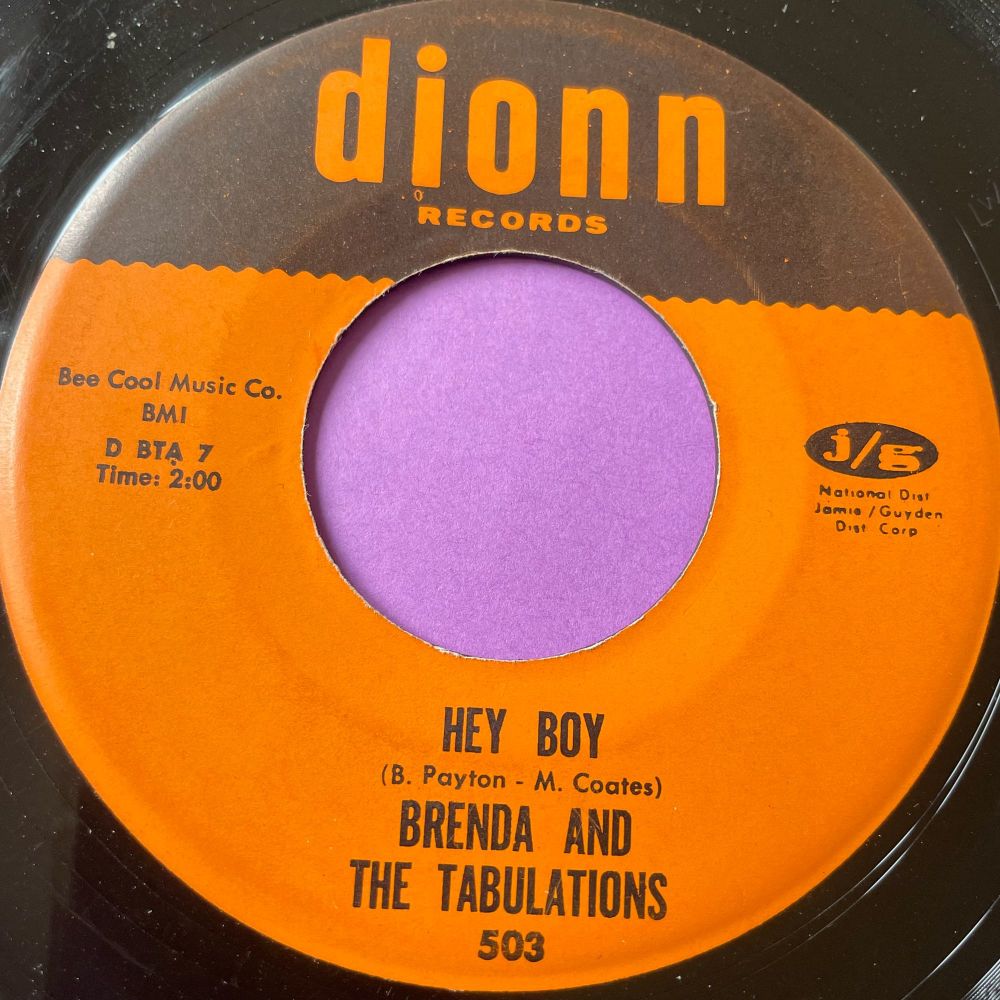 dionn
RECORDS
Bee Cool Music Co.
BMI
D BTA 7
Time: 2:00
j/g
National Dist
Jamie / Guyden
Dist Corp
HEY BOY
(B. Payton - M. Coates)
BRENDA AND
THE TABULATIONS
503